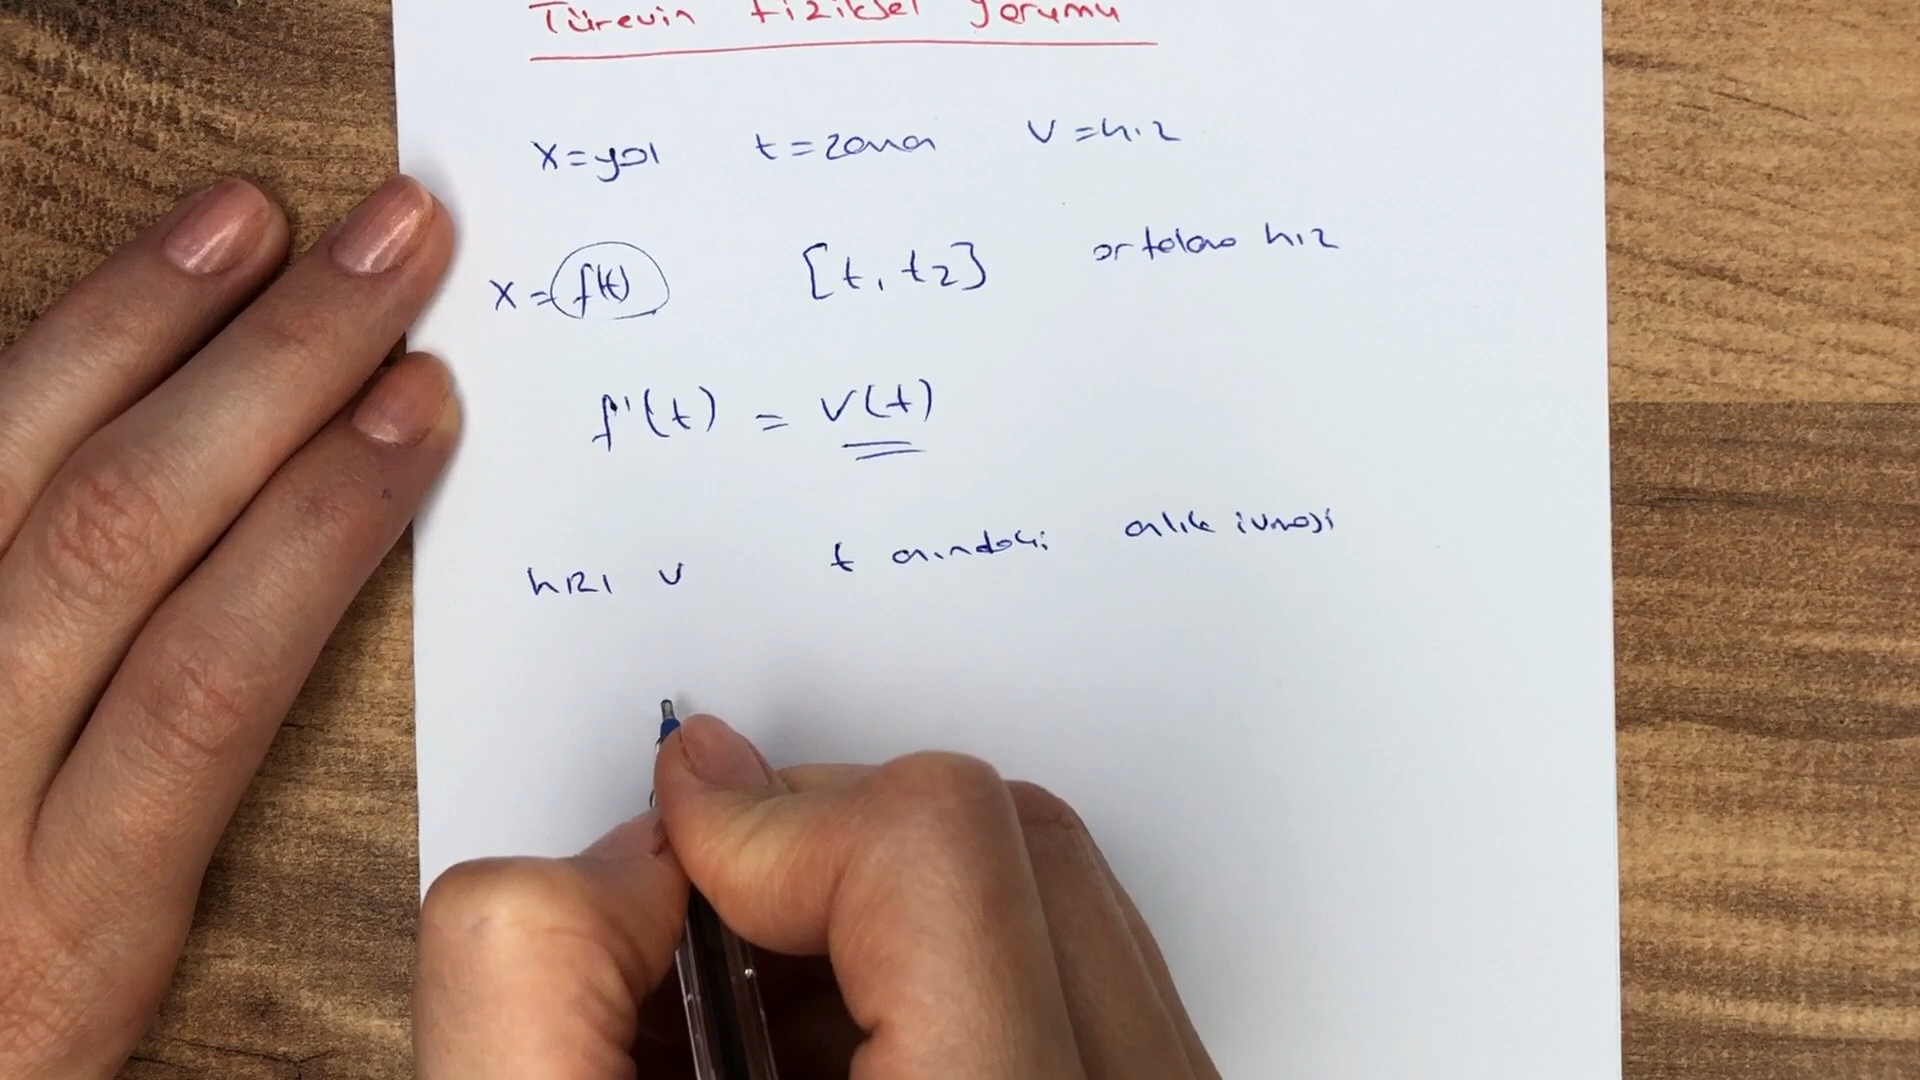 Türevin fiziksel yorumu
x = yol t = zaman v = hız
x = f(t) [t, t2] ortalama hız
f'(t) = v(t)
hızı v t anındaki anlık ivmesi